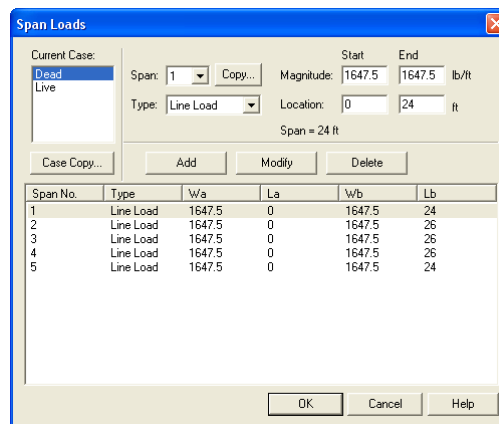 Span Loads
Current Case:
Dead
Live
Span: 1 Copy...
Type: Line Load
Start End
Magnitude: 1647.5 1647.5 lb/ft
Location: 0 24 ft
Span = 24 ft
Case Copy... Add Modify Delete
Span No. Type Wa La Wb Lb
1 Line Load 1647.5 0 1647.5 24
2 Line Load 1647.5 0 1647.5 26
3 Line Load 1647.5 0 1647.5 26
4 Line Load 1647.5 0 1647.5 26
5 Line Load 1647.5 0 1647.5 24
OK Cancel Help